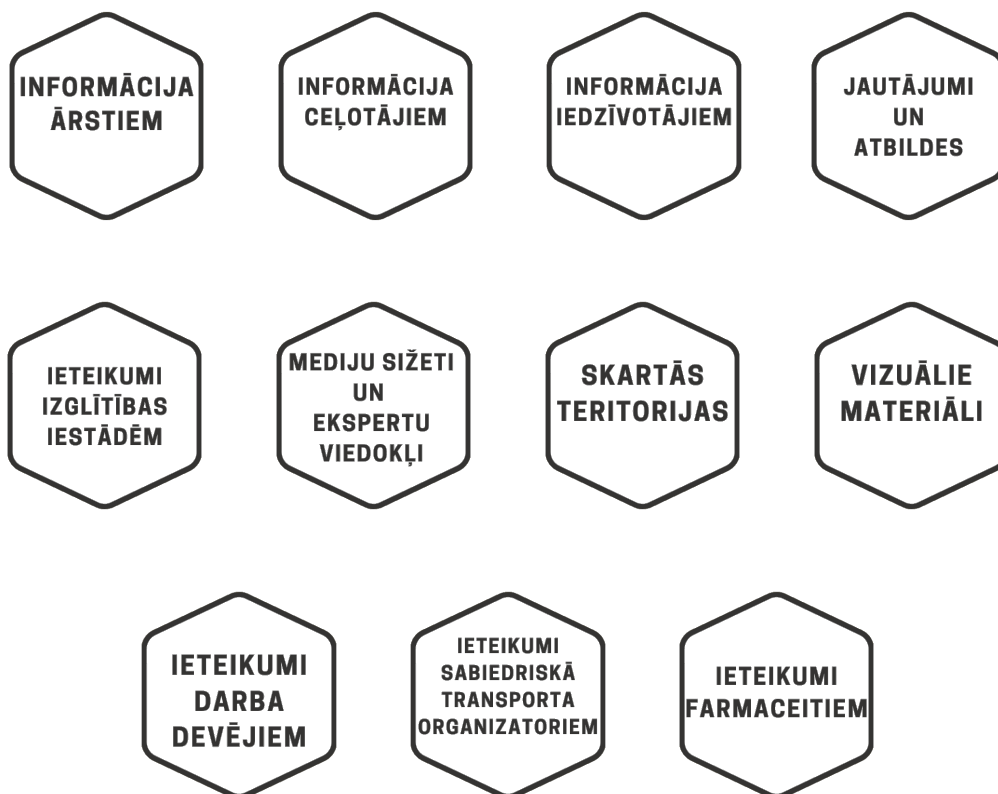 INFORMĀCIJA
ĀRSTIEM
INFORMĀCIJA
CEĻOTĀJIEM
INFORMĀCIJA
IEDZĪVOTĀJIEM
JAUTĀJUMI
UN
ATBILDES
IETEIKUMI
IZGLĪTĪBAS
IESTĀDĒM
MEDIJU SIŽETI
UN
EKSPERTU
VIEDOKĻI
SKARTĀS
TERITORIJAS
VIZUĀLIE
MATERIĀLI
IETEIKUMI
DARBA
DEVĒJIEM
IETEIKUMI
SABIEDRISKĀ
TRANSPORTA
ORGANIZATORIEM
IETEIKUMI
FARMACEITIEM